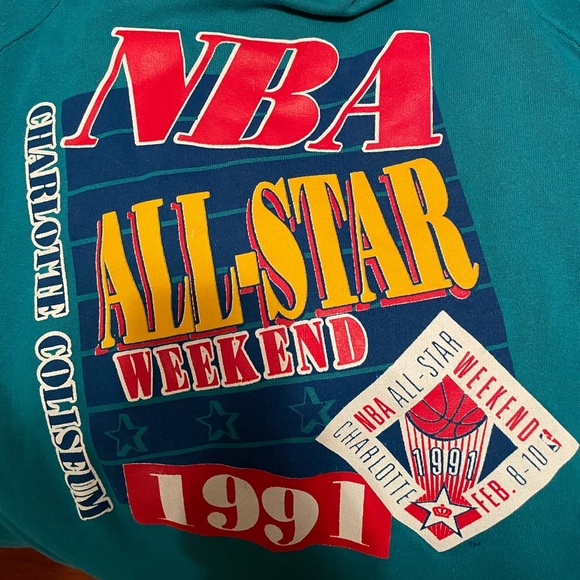 NBA
ALL-STAR
WEEKEND
1991
CHARLOTTE COLISEUM
NBA ALL-STAR
WEEKEND
CHARLOTTE
1991
FEB. 8-10